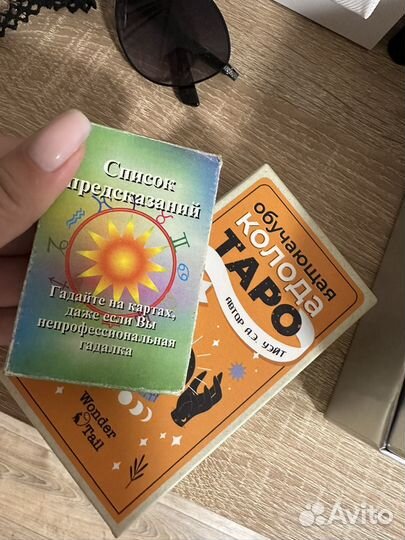 Список
предсказаний
Гадайте на картах,
даже если Вы
непрофессиональная
гадалка
обучающая
колода
ТАРО
АВТОР А.Э. УЭЙТ
Wonder
Tail
Avito